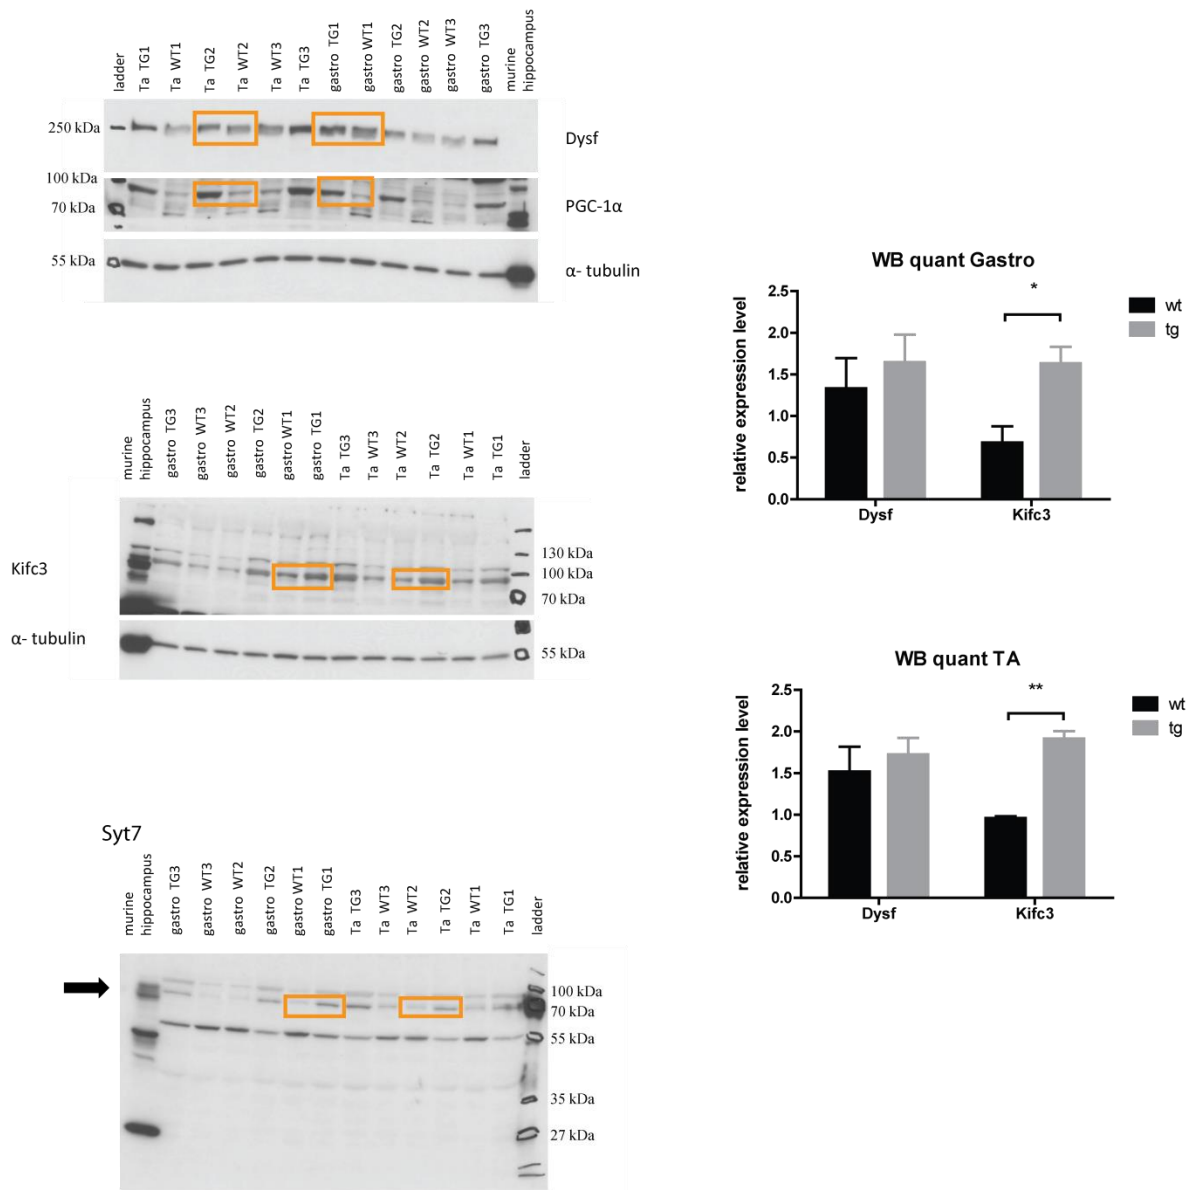 ladder
Ta TG1
Ta WT1
Ta TG2
Ta WT2
Ta WT3
Ta TG3
gastro TG1
gastro WT1
gastro TG2
gastro WT2
gastro WT3
gastro TG3
murine
hippocampus
250 kDa
Dysf
100 kDa
70 kDa
PGC-1α
55 kDa
α- tubulin
murine
hippocampus
gastro TG3
gastro WT3
gastro WT2
gastro TG2
gastro WT1
gastro TG1
Ta TG3
Ta WT3
Ta WT2
Ta TG2
Ta WT1
Ta TG1
ladder
Kifc3
130 kDa
100 kDa
70 kDa
α- tubulin
55 kDa
Syt7
murine
hippocampus
gastro TG3
gastro WT3
gastro WT2
gastro TG2
gastro WT1
gastro TG1
Ta TG3
Ta WT3
Ta WT2
Ta TG2
Ta WT1
Ta TG1
ladder
100 kDa
70 kDa
55 kDa
35 kDa
27 kDa
WB quant Gastro
relative expression level
2.5
2.0
1.5
1.0
0.5
0.0
*
wt
tg
Dysf
Kifc3
WB quant TA
relative expression level
2.5
2.0
1.5
1.0
0.5
0.0
**
wt
tg
Dysf
Kifc3